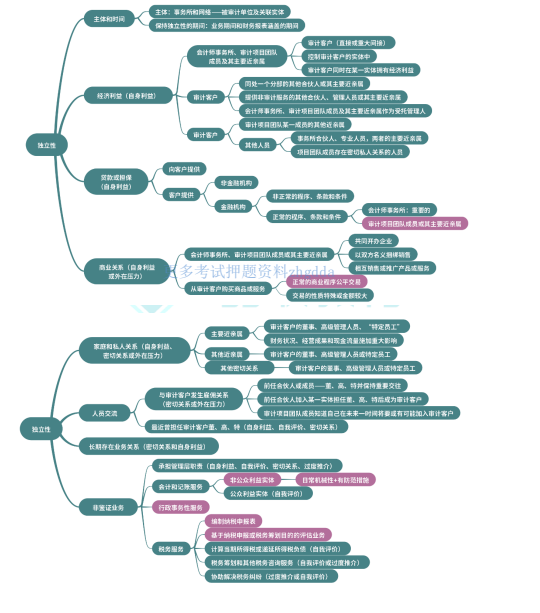 主体和时间
主体：事务所和网络——被审计单位及关联实体
保持独立性的期间：业务期间和财务报表涵盖的期间
独立性
经济利益（自身利益）
会计师事务所、审计项目团队
成员及其主要近亲属
审计客户（直接或重大间接）
控制审计客户的实体中
审计客户同时在某一实体拥有经济利益
审计客户
同处一个分部的其他合伙人或其主要近亲属
提供非审计服务的其他合伙人、管理人员或其主要近亲属
会计师事务所、审计项目团队成员及其主要近亲属作为受托管理人
审计客户
审计项目团队某一成员的其他近亲属
其他人员
事务所合伙人、专业人员，两者的主要近亲属
项目团队成员存在密切私人关系的人员
贷款或担保
（自身利益）
向客户提供
客户提供
非金融机构
金融机构
非正常的程序、条款和条件
正常的程序、条款和条件
会计师事务所：重要的
审计项目团队成员或其主要近亲属
商业关系（自身利益
或外在压力）
会计师事务所、审计项目团队成员或其主要近亲属
共同开办企业
以双方名义捆绑销售
相互销售或推广产品或服务
从审计客户购买商品或服务
正常的商业程序公平交易
交易的性质特殊或金额较大
多考试押题资料zhgdda
独立性
家庭和私人关系（自身利益、
密切关系或外在压力）
主要近亲属
审计客户的董事、高级管理人员、“特定员工”
财务状况、经营成果和现金流量施加重大影响
其他近亲属
审计客户的董事、高级管理人员或特定员工
其他密切关系
审计客户的董事、高级管理人员或特定员工
人员交流
与审计客户发生雇佣关系
（密切关系或外在压力）
前任合伙人或成员——董、高、特并保持重要交往
前任合伙人加入某一实体担任董、高、特后成为审计客户
审计项目团队成员知道自己在未来一时间将要或有可能加入审计客户
最近曾担任审计客户董、高、特（自身利益、自我评价、密切关系）
长期存在业务关系（密切关系和自身利益）
非鉴证业务
承担管理层职责（自身利益、自我评价、密切关系、过度推介）
会计和记账服务
非公众利益实体
日常机械性+有防范措施
公众利益实体（自我评价）
行政事务性服务
税务服务
编制纳税申报表
基于纳税申报或税务筹划目的的评估业务
计算当期所得税或递延所得税负债（自我评价）
税务筹划和其他税务咨询服务（自我评价或过度推介）
协助解决税务纠纷（过度推介或自我评价）